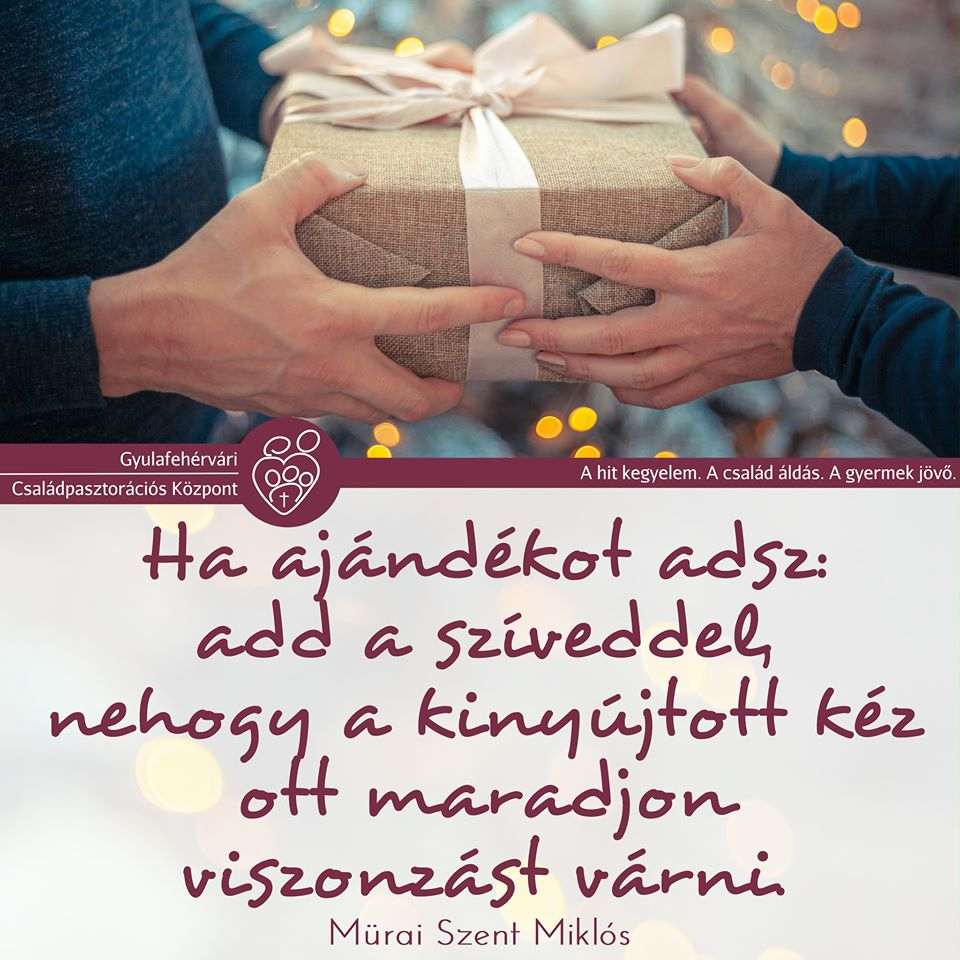 Gyulafehérvári
Családpasztorációs Központ
A hit kegyelem. A család áldás. A gyermek jövő.
Ha ajándékot adsz:
add a szíveddel,
nehogy a kinyújtott kéz
ott maradjon
viszonzást várni.
Mürai Szent Miklós